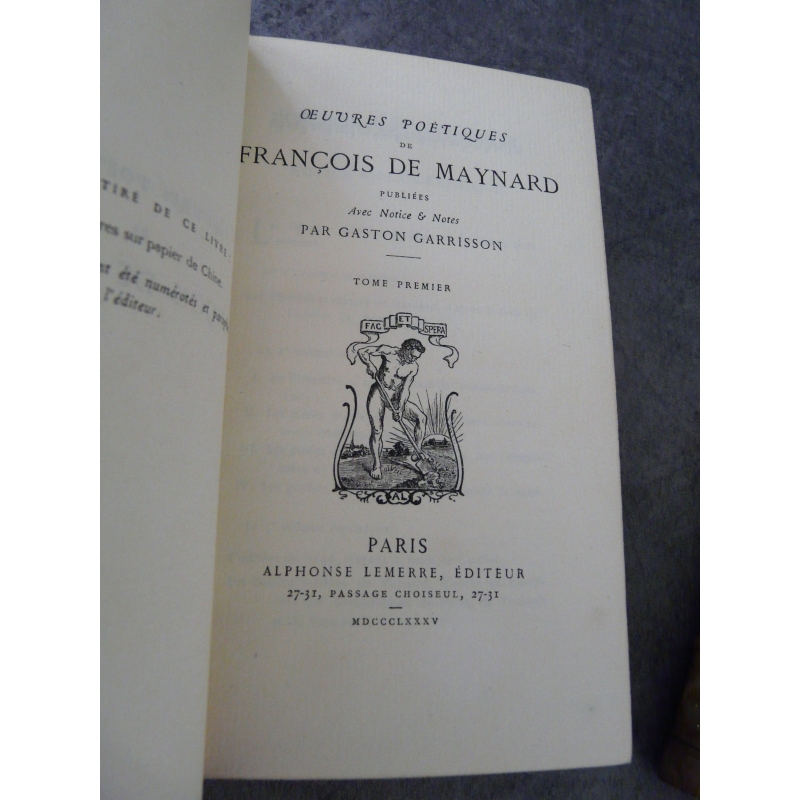 TIRÉ DE CE LIVRE
sur papier de Chine.
été numérotés et
l'éditeur.
ŒUVRES POÉTIQUES
DE
FRANÇOIS DE MAYNARD
PUBLIÉES
Avec Notice & Notes
PAR GASTON GARRISSON
TOME PREMIER
FAC ET SPERA
AL
PARIS
ALPHONSE LEMERRE, ÉDITEUR
27-31, PASSAGE CHOISEUL, 27-31
MDCCCLXXXV